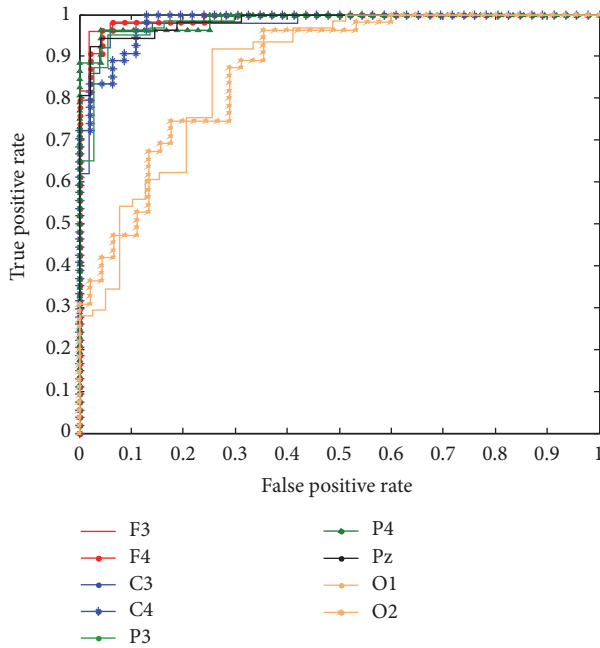 1
0.9
0.8
0.7
0.6
0.5
0.4
0.3
0.2
0.1
0
True positive rate
0 0.1 0.2 0.3 0.4 0.5 0.6 0.7 0.8 0.9 1
False positive rate
F3
F4
C3
C4
P3
P4
Pz
O1
O2